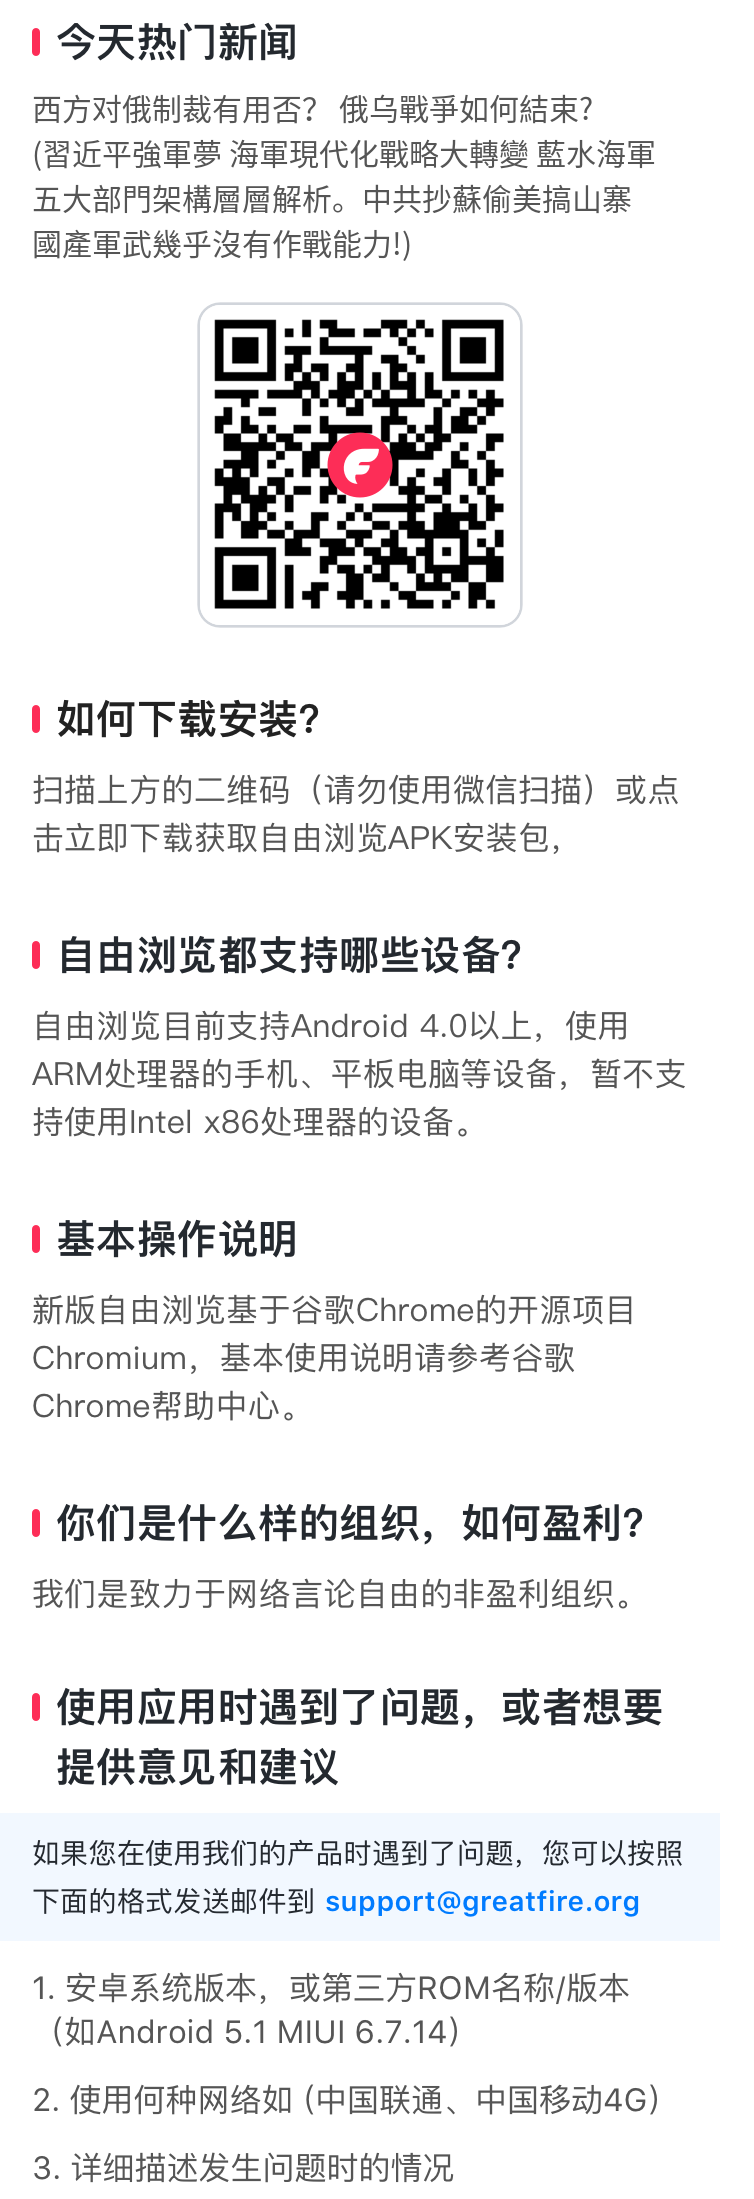 今天热门新闻
西方对俄制裁有用否？ 俄乌戰爭如何結束?
(習近平強軍夢 海軍現代化戰略大轉變 藍水海軍
五大部門架構層層解析。中共抄蘇偷美搞山寨
國產軍武幾乎沒有作戰能力!)
如何下载安装?
扫描上方的二维码（请勿使用微信扫描）或点
击立即下载获取自由浏览APK安装包，
自由浏览都支持哪些设备?
自由浏览目前支持Android 4.0以上，使用
ARM处理器的手机、平板电脑等设备，暂不支
持使用Intel x86处理器的设备。
基本操作说明
新版自由浏览基于谷歌Chrome的开源项目
Chromium，基本使用说明请参考谷歌
Chrome帮助中心。
你们是什么样的组织，如何盈利?
我们是致力于网络言论自由的非盈利组织。
使用应用时遇到了问题，或者想要
提供意见和建议
如果您在使用我们的产品时遇到了问题，您可以按照
下面的格式发送邮件到 support@greatfire.org
1. 安卓系统版本，或第三方ROM名称/版本
（如Android 5.1 MIUI 6.7.14）
2. 使用何种网络如 (中国联通、中国移动4G）
3. 详细描述发生问题时的情况